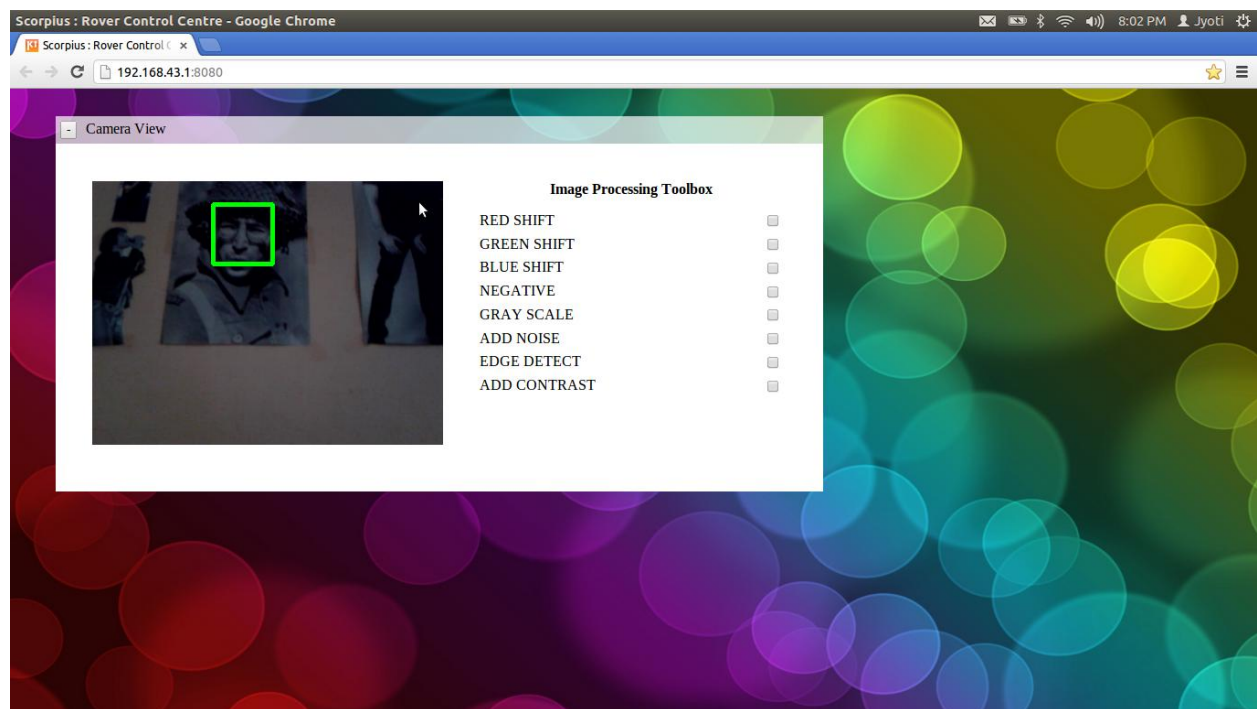 Scorpius : Rover Control Centre - Google Chrome 8:02 PM Jyoti
Scorpius : Rover Control C ×
192.168.43.1:8080
- Camera View
Image Processing Toolbox
RED SHIFT
GREEN SHIFT
BLUE SHIFT
NEGATIVE
GRAY SCALE
ADD NOISE
EDGE DETECT
ADD CONTRAST